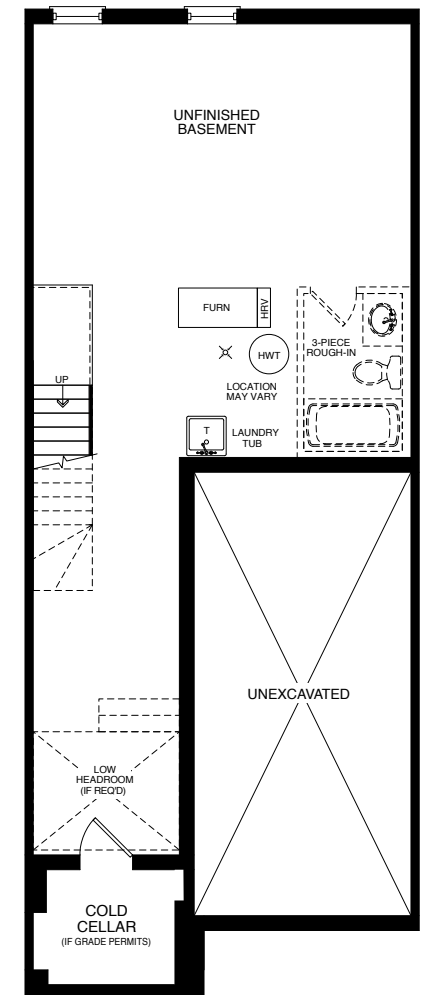 UNFINISHED
BASEMENT
FURN
HRV
3-PIECE
ROUGH-IN
HWT
UP
LOCATION
MAY VARY
T
LAUNDRY
TUB
UNEXCAVATED
LOW
HEADROOM
(IF REQ'D)
COLD
CELLAR
(IF GRADE PERMITS)